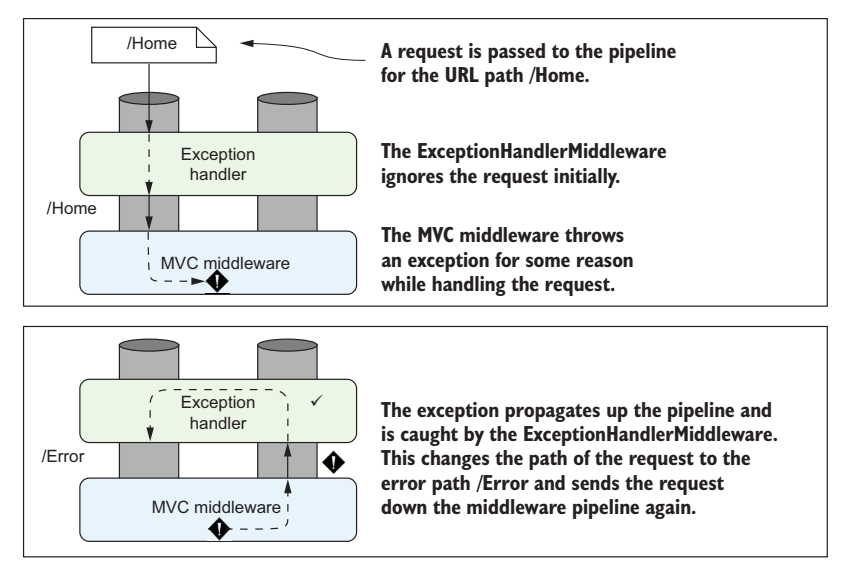 /Home
A request is passed to the pipeline
for the URL path /Home.
Exception
handler
The ExceptionHandlerMiddleware
ignores the request initially.
/Home
MVC middleware
The MVC middleware throws
an exception for some reason
while handling the request.
!
Exception
handler
✓
/Error
!
MVC middleware
!
The exception propagates up the pipeline and
is caught by the ExceptionHandlerMiddleware.
This changes the path of the request to the
error path /Error and sends the request
down the middleware pipeline again.